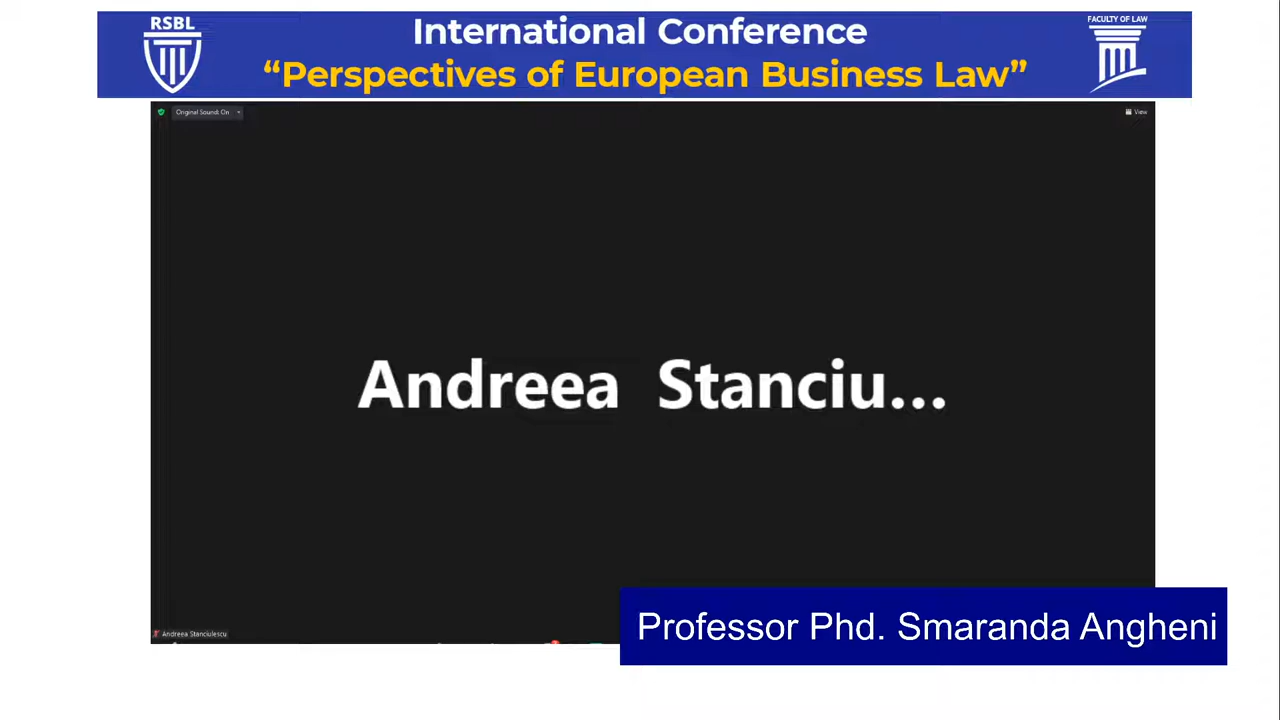 RSBL
International Conference
FACULTY OF LAW
“Perspectives of European Business Law”
Original Sound: On
View
Andreea Stanciu...
Andreea Stanciulescu
Professor Phd. Smaranda Angheni